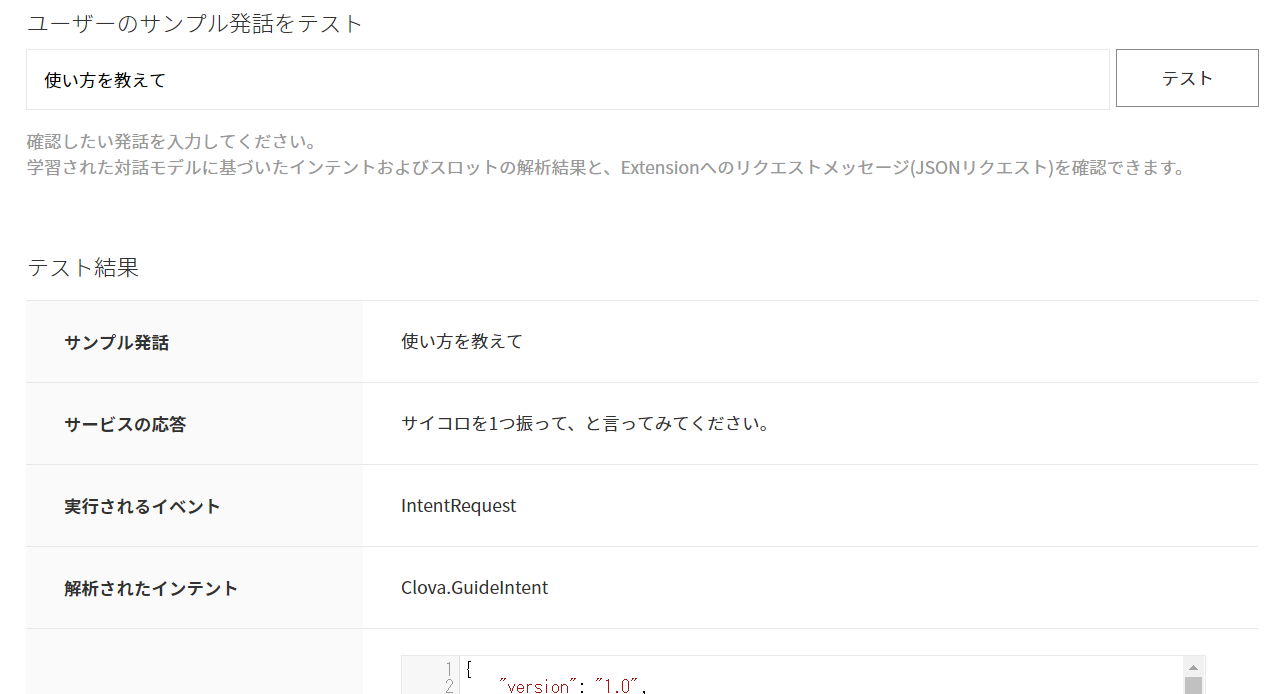 ユーザーのサンプル発話をテスト
使い方を教えて
テスト
確認したい発話を入力してください。
学習された対話モデルに基づいたインテントおよびスロットの解析結果と、Extensionへのリクエストメッセージ(JSONリクエスト)を確認できます。
テスト結果
サンプル発話 使い方を教えて
サービスの応答 サイコロを1つ振って、と言ってみてください。
実行されるイベント IntentRequest
解析されたインテント Clova.GuideIntent
1 {
2 "version": "1.0",